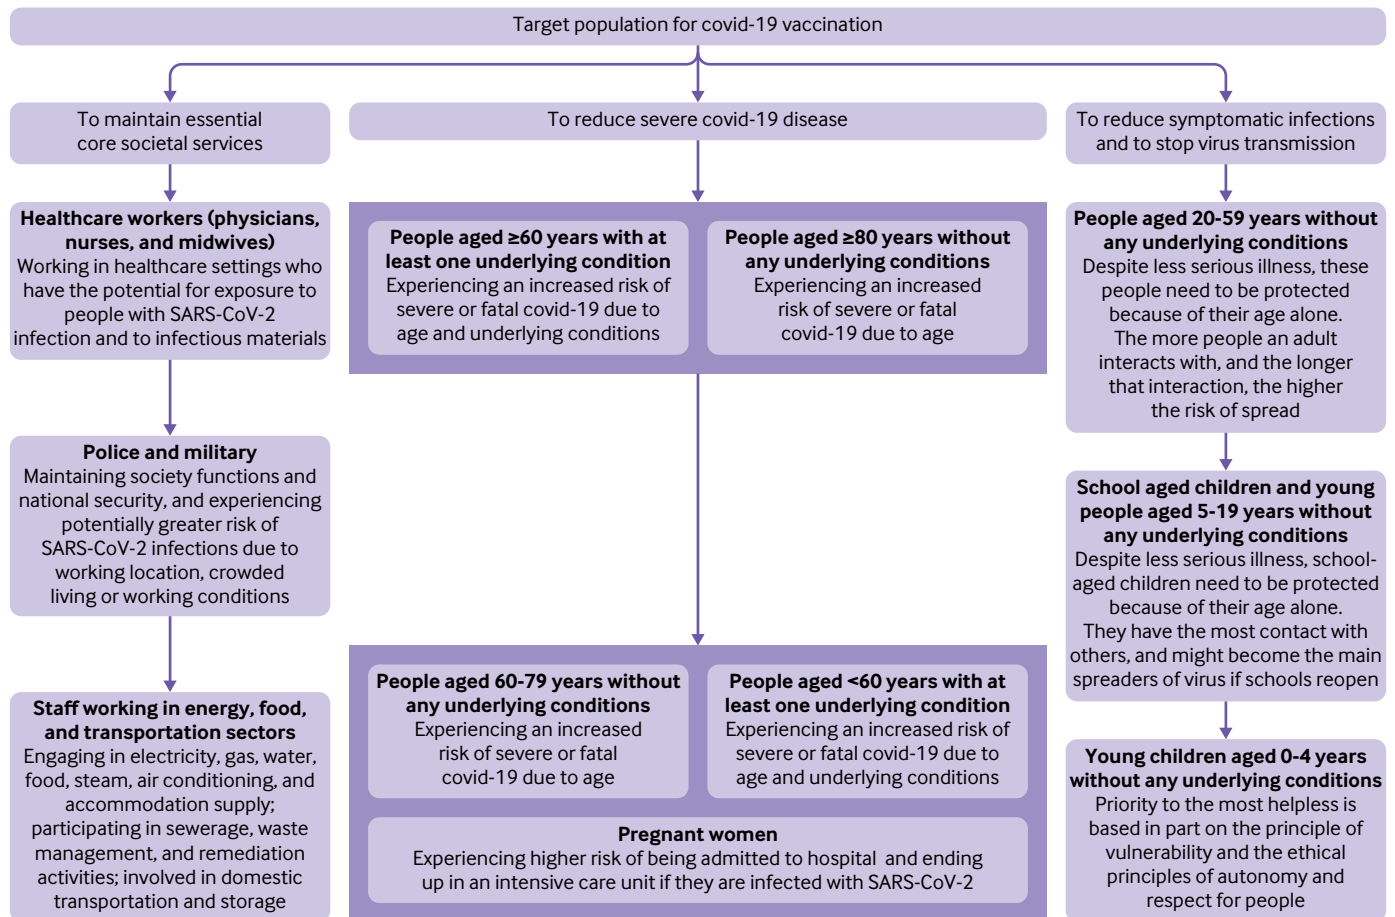 Target population for covid-19 vaccination
To maintain essential
core societal services
Healthcare workers (physicians,
nurses, and midwives)
Working in healthcare settings who
have the potential for exposure to
people with SARS-CoV-2
infection and to infectious materials
Police and military
Maintaining society functions and
national security, and experiencing
potentially greater risk of
SARS-CoV-2 infections due to
working location, crowded
living or working conditions
Staff working in energy, food,
and transportation sectors
Engaging in electricity, gas, water,
food, steam, air conditioning, and
accommodation supply;
participating in sewerage, waste
management, and remediation
activities; involved in domestic
transportation and storage
To reduce severe covid-19 disease
People aged ≥60 years with at
least one underlying condition
Experiencing an increased risk of
severe or fatal covid-19 due to
age and underlying conditions
People aged ≥80 years without
any underlying conditions
Experiencing an increased
risk of severe or fatal
covid-19 due to age
People aged 60-79 years without
any underlying conditions
Experiencing an increased
risk of severe or fatal
covid-19 due to age
People aged <60 years with at
least one underlying condition
Experiencing an increased risk of
severe or fatal covid-19 due to
age and underlying conditions
Pregnant women
Experiencing higher risk of being admitted to hospital and ending
up in an intensive care unit if they are infected with SARS-CoV-2
To reduce symptomatic infections
and to stop virus transmission
People aged 20-59 years without
any underlying conditions
Despite less serious illness, these
people need to be protected
because of their age alone.
The more people an adult
interacts with, and the longer
that interaction, the higher
the risk of spread
School aged children and young
people aged 5-19 years without
any underlying conditions
Despite less serious illness, school-
aged children need to be protected
because of their age alone.
They have the most contact with
others, and might become the main
spreaders of virus if schools reopen
Young children aged 0-4 years
without any underlying conditions
Priority to the most helpless is
based in part on the principle of
vulnerability and the ethical
principles of autonomy and
respect for people